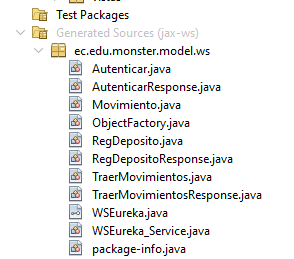 Test Packages
Generated Sources (jax-ws)
ec.edu.monster.model.ws
Autenticar.java
AutenticarResponse.java
Movimiento.java
ObjectFactory.java
RegDeposito.java
RegDepositoResponse.java
TraerMovimientos.java
TraerMovimientosResponse.java
WSEureka.java
WSEureka_Service.java
package-info.java